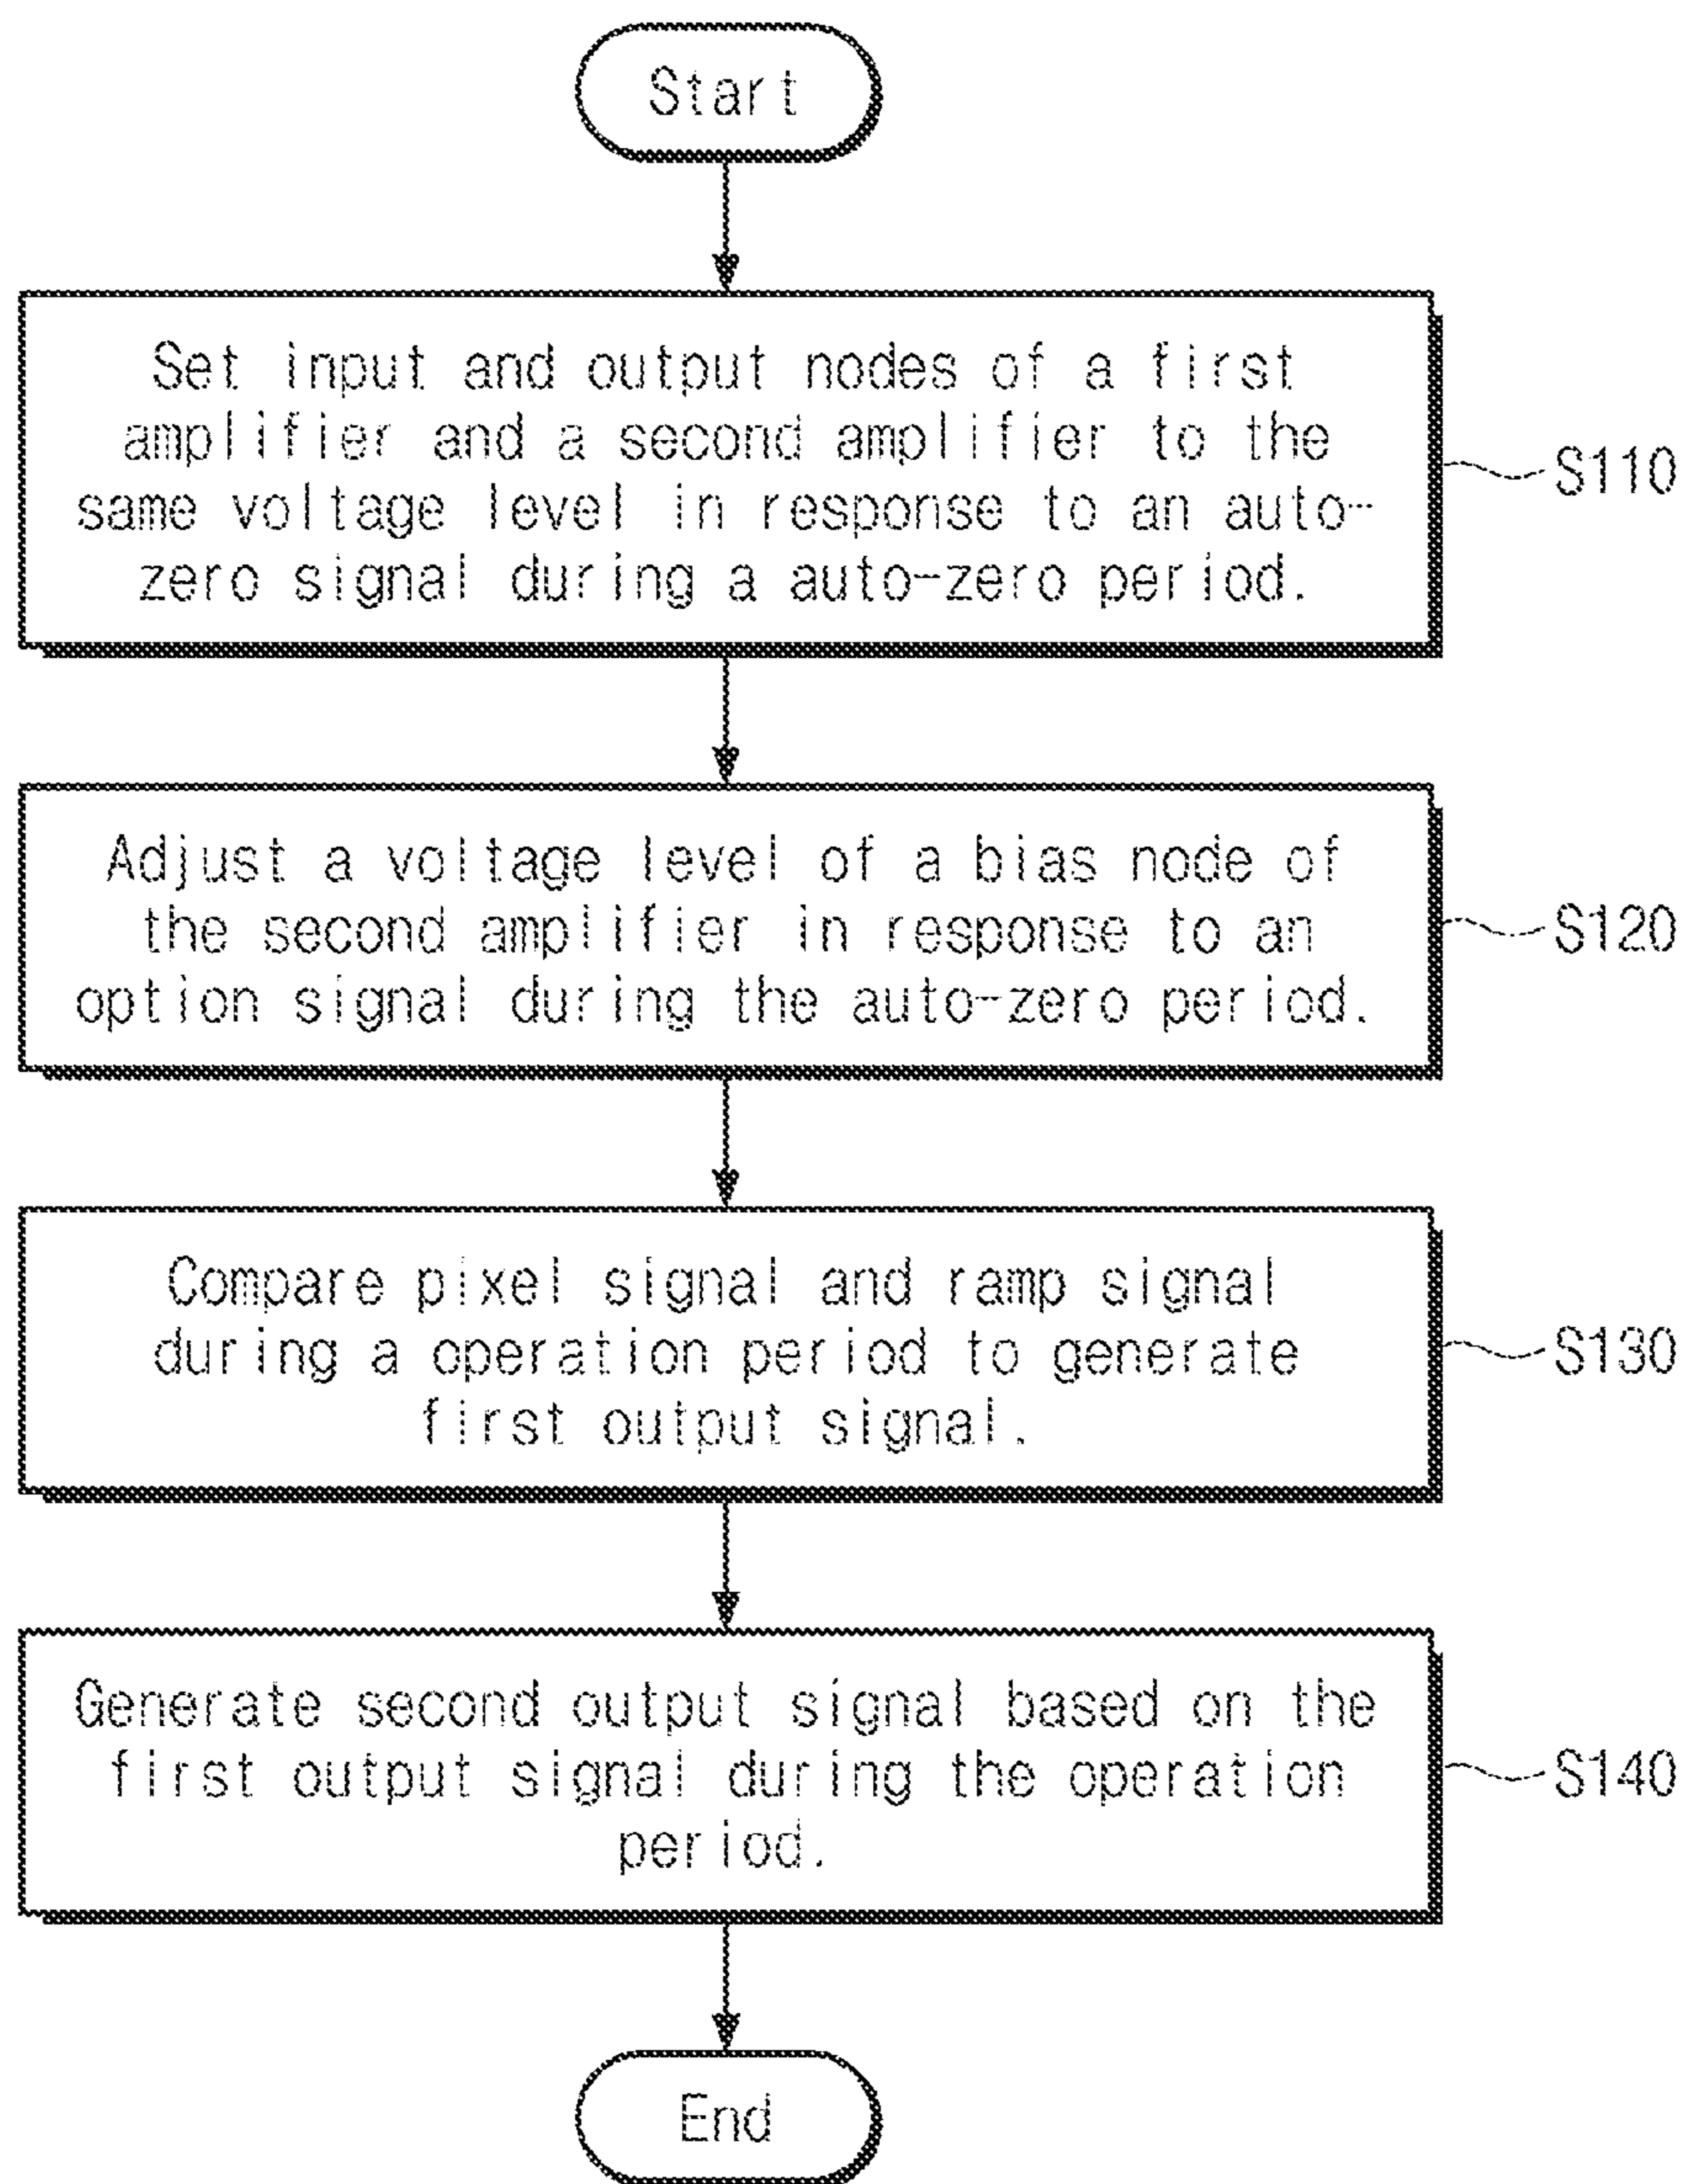 Start
Set input and output nodes of a first
amplifier and a second amplifier to the
same voltage level in response to an auto-
zero signal during a auto-zero period.
S110
Adjust a voltage level of a bias node of
the second amplifier in response to an
option signal during the auto-zero period.
S120
Compare pixel signal and ramp signal
during a operation period to generate
first output signal.
S130
Generate second output signal based on the
first output signal during the operation
period.
S140
End